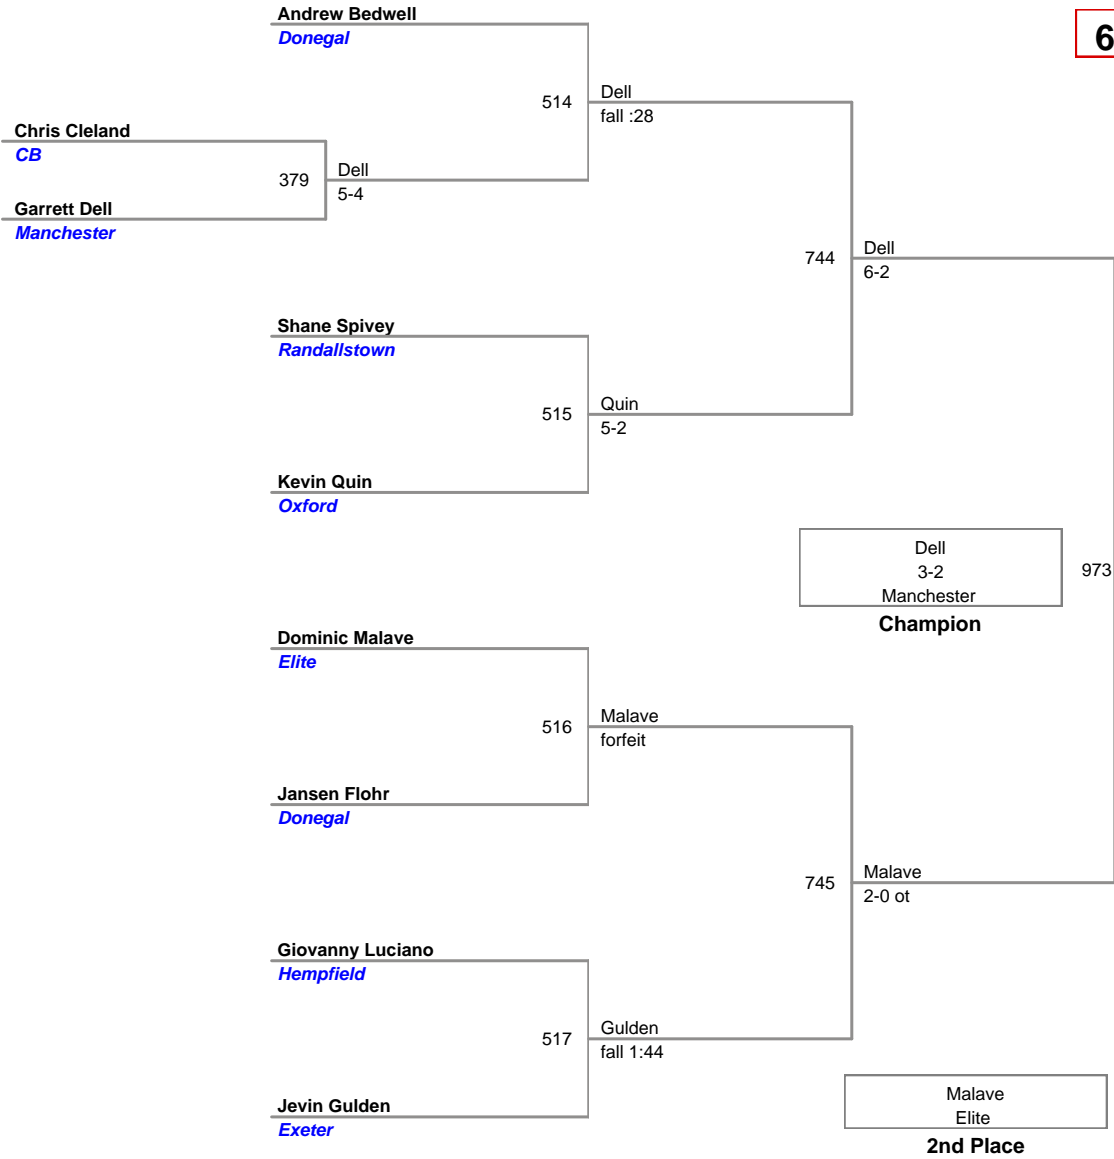 Andrew Bedwell
Donegal
6
514
Dell
fall :28
Chris Cleland
CB
379
Dell
5-4
Garrett Dell
Manchester
744
Dell
6-2
Shane Spivey
Randallstown
515
Quin
5-2
Kevin Quin
Oxford
Dell
3-2
Manchester
973
Champion
Dominic Malave
Elite
516
Malave
forfeit
Jansen Flohr
Donegal
745
Malave
2-0 ot
Giovanny Luciano
Hempfield
517
Gulden
fall 1:44
Jevin Gulden
Exeter
Malave
Elite
2nd Place